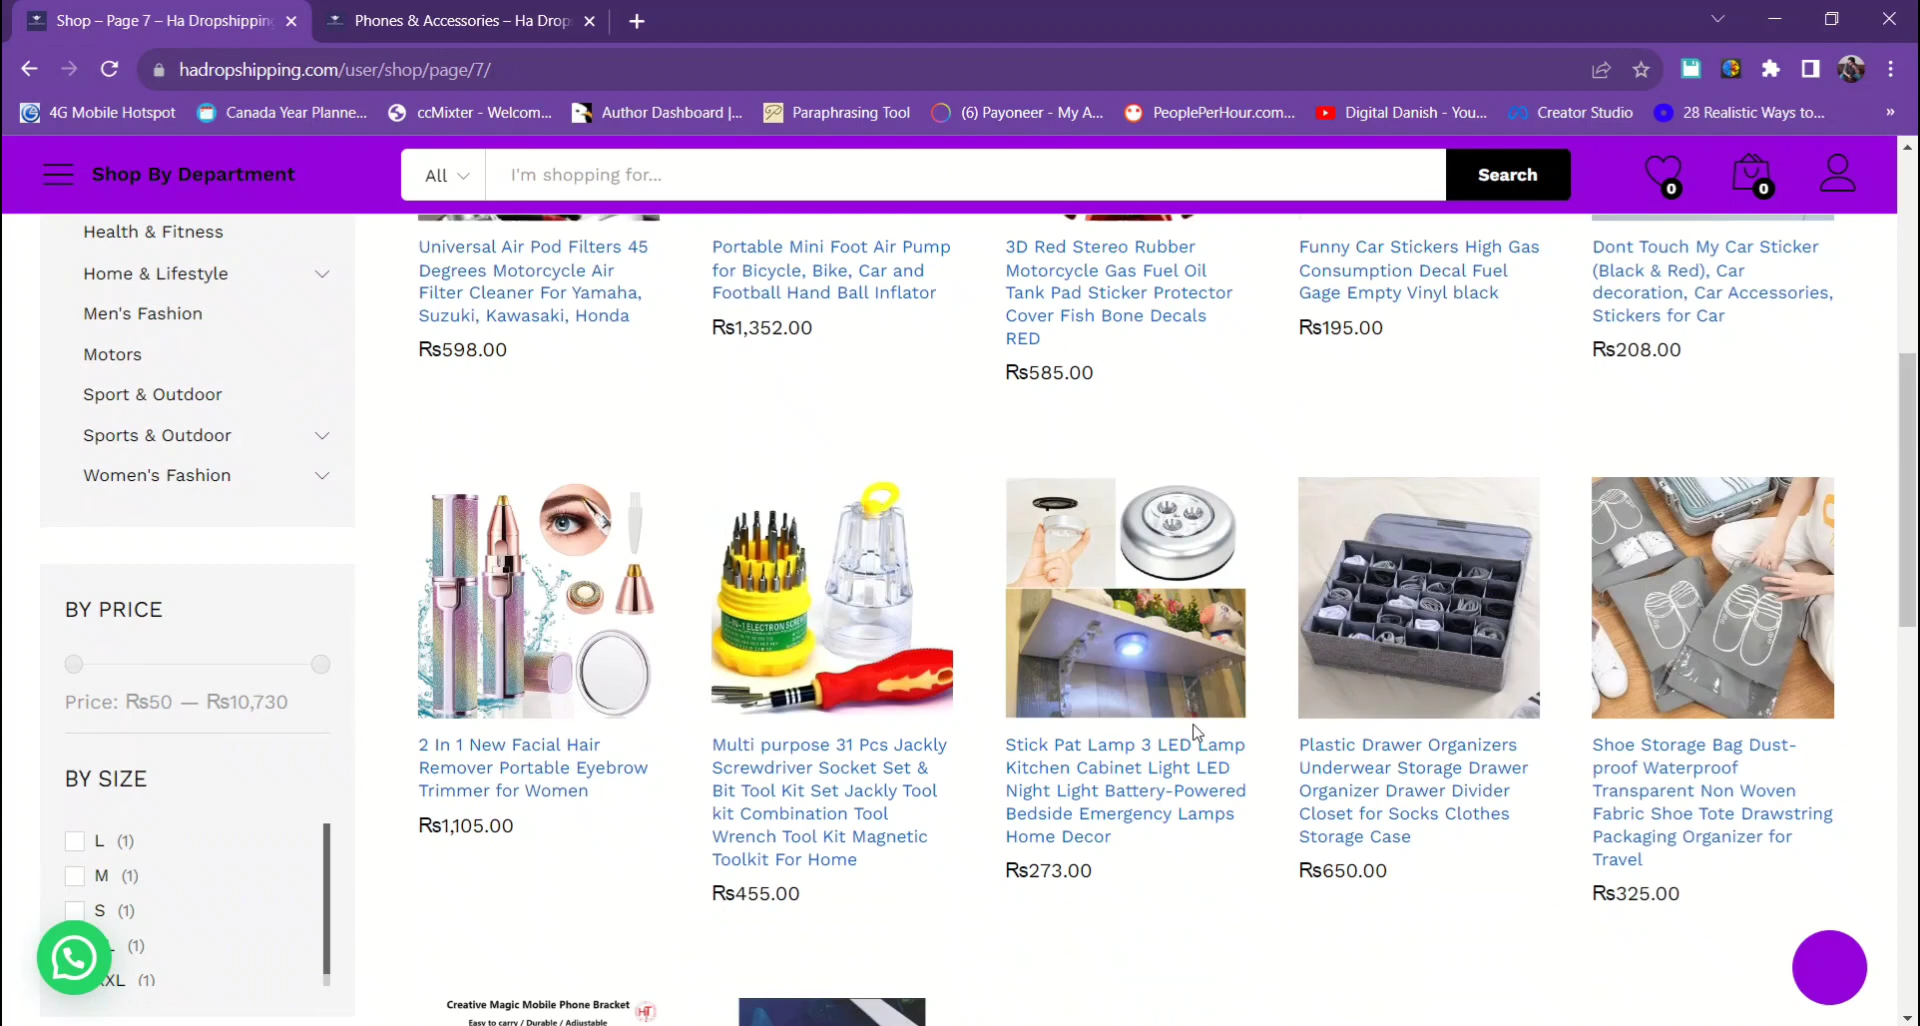 Shop – Page 7 – Ha Dropshipping
Phones & Accessories – Ha Drop
hadropshipping.com/user/shop/page/7/
4G Mobile Hotspot
Canada Year Planne...
ccMixter - Welcom...
Author Dashboard |...
Paraphrasing Tool
(6) Payoneer - My A...
PeoplePerHour.com...
Digital Danish - You...
Creator Studio
28 Realistic Ways to...
»
Shop By Department
All
I'm shopping for...
Search
0
0
Health & Fitness
Home & Lifestyle
Men's Fashion
Motors
Sport & Outdoor
Sports & Outdoor
Women's Fashion
BY PRICE
Price: ₨50 — ₨10,730
BY SIZE
L (1)
M (1)
S (1)
L (1)
XXL (1)
Universal Air Pod Filters 45
Degrees Motorcycle Air
Filter Cleaner For Yamaha,
Suzuki, Kawasaki, Honda
₨598.00
Portable Mini Foot Air Pump
for Bicycle, Bike, Car and
Football Hand Ball Inflator
₨1,352.00
3D Red Stereo Rubber
Motorcycle Gas Fuel Oil
Tank Pad Sticker Protector
Cover Fish Bone Decals
RED
₨585.00
Funny Car Stickers High Gas
Consumption Decal Fuel
Gage Empty Vinyl black
₨195.00
Dont Touch My Car Sticker
(Black & Red), Car
decoration, Car Accessories,
Stickers for Car
₨208.00
2 In 1 New Facial Hair
Remover Portable Eyebrow
Trimmer for Women
₨1,105.00
-IN-1 ELECTRON SCREW
Multi purpose 31 Pcs Jackly
Screwdriver Socket Set &
Bit Tool Kit Set Jackly Tool
kit Combination Tool
Wrench Tool Kit Magnetic
Toolkit For Home
₨455.00
Stick Pat Lamp 3 LED Lamp
Kitchen Cabinet Light LED
Night Light Battery-Powered
Bedside Emergency Lamps
Home Decor
₨273.00
Plastic Drawer Organizers
Underwear Storage Drawer
Organizer Drawer Divider
Closet for Socks Clothes
Storage Case
₨650.00
Shoe Storage Bag Dust-
proof Waterproof
Transparent Non Woven
Fabric Shoe Tote Drawstring
Packaging Organizer for
Travel
₨325.00
Creative Magic Mobile Phone Bracket
Easy to carry / Durable / Adjustable
HT